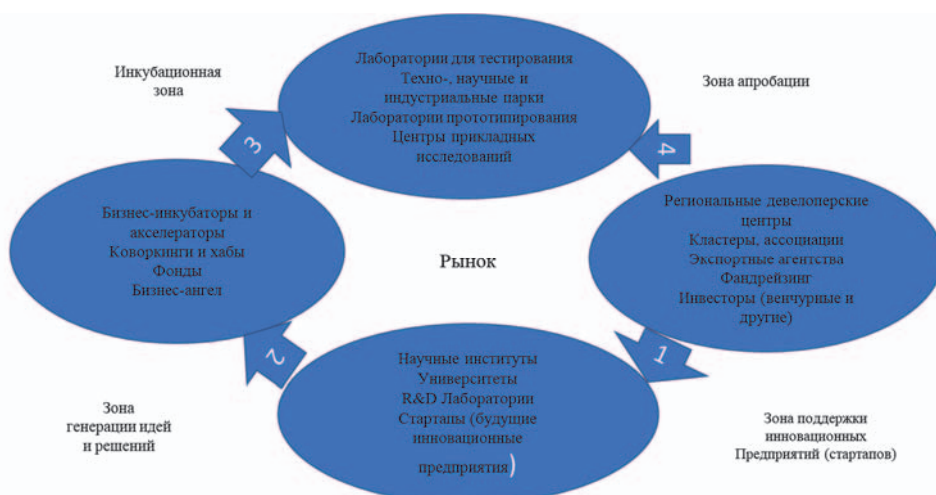 Лаборатории для тестирования
Техно-, научные и
индустриальные парки
Лаборатории прототипирования
Центры прикладных
исследований
Инкубационная
зона
Зона апробации
3
4
Бизнес-инкубаторы и
акселераторы
Коворкинги и хабы
Фонды
Бизнес-ангел
Рынок
Региональные девелоперские
центры
Кластеры, ассоциации
Экспортные агентства
Фандрейзинг
Инвесторы (венчурные и
другие)
2
1
Научные институты
Университеты
R&D Лаборатории
Стартапы (будущие
инновационные
предприятия)
Зона
генерации идей
и решений
Зона поддержки
инновационных
Предприятий (стартапов)